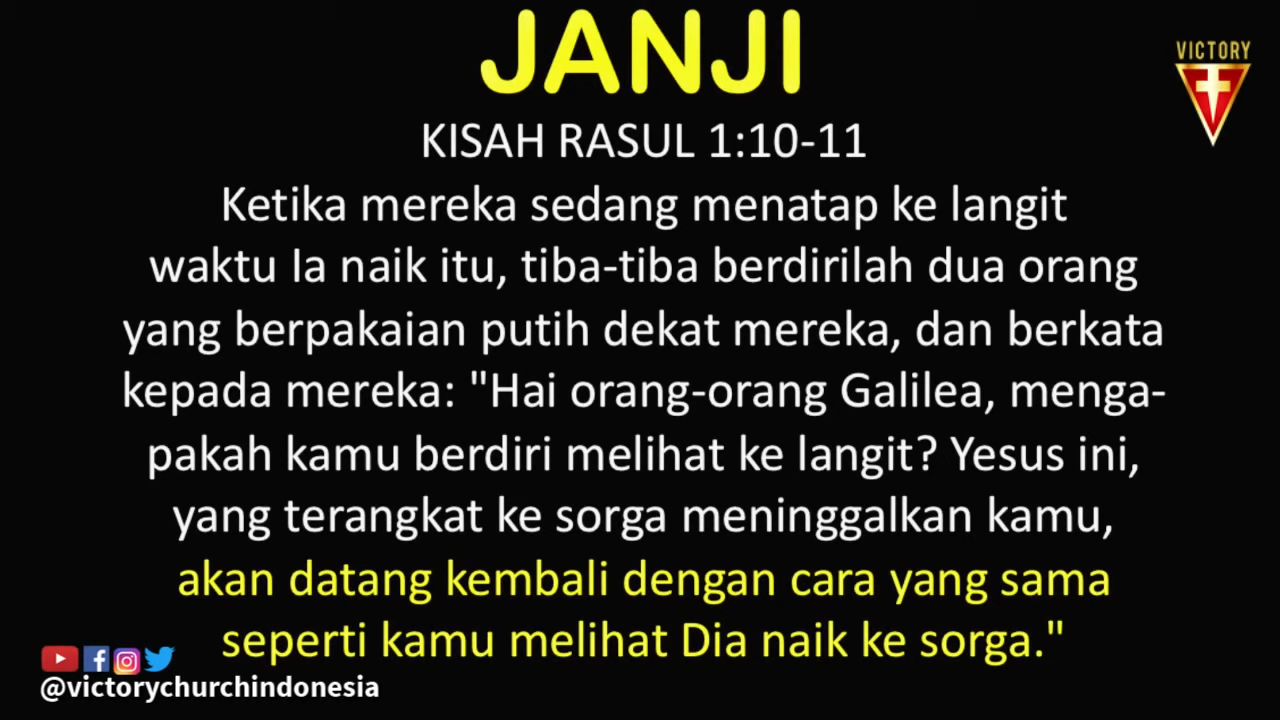 JANJI
VICTORY
KISAH RASUL 1:10-11
Ketika mereka sedang menatap ke langit
waktu Ia naik itu, tiba-tiba berdirilah dua orang
yang berpakaian putih dekat mereka, dan berkata
kepada mereka: "Hai orang-orang Galilea, menga-
pakah kamu berdiri melihat ke langit? Yesus ini,
yang terangkat ke sorga meninggalkan kamu,
akan datang kembali dengan cara yang sama
seperti kamu melihat Dia naik ke sorga."
@victorychurchindonesia